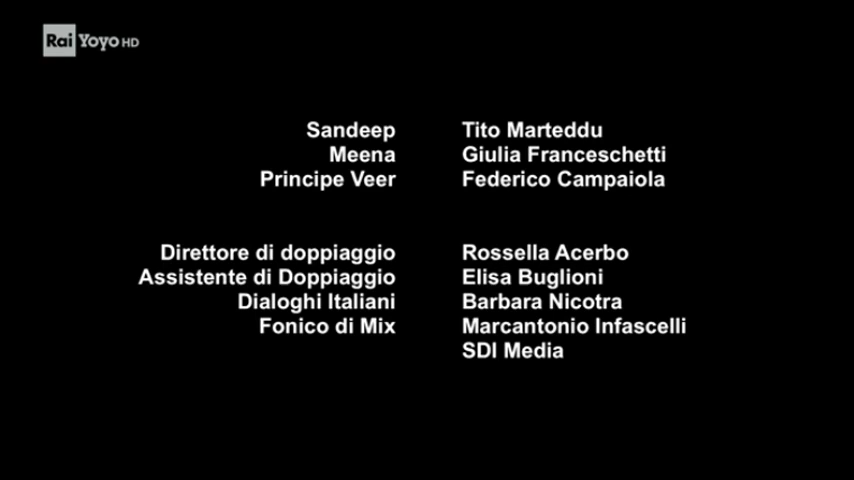 Rai Yoyo HD
Sandeep Tito Marteddu
Meena Giulia Franceschetti
Principe Veer Federico Campaiola
Direttore di doppiaggio Rossella Acerbo
Assistente di Doppiaggio Elisa Buglioni
Dialoghi Italiani Barbara Nicotra
Fonico di Mix Marcantonio Infascelli
SDI Media